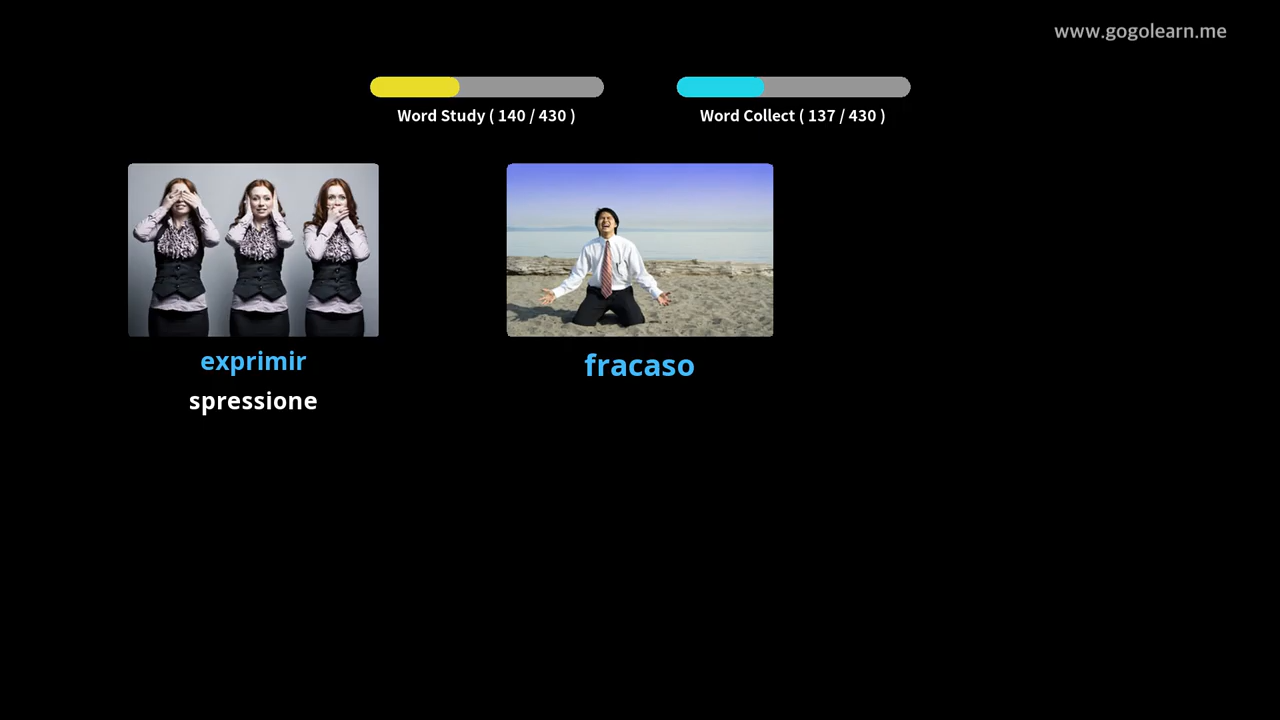 www.gogolearn.me
Word Study ( 140 / 430 )
Word Collect ( 137 / 430 )
exprimir
spressione
fracaso